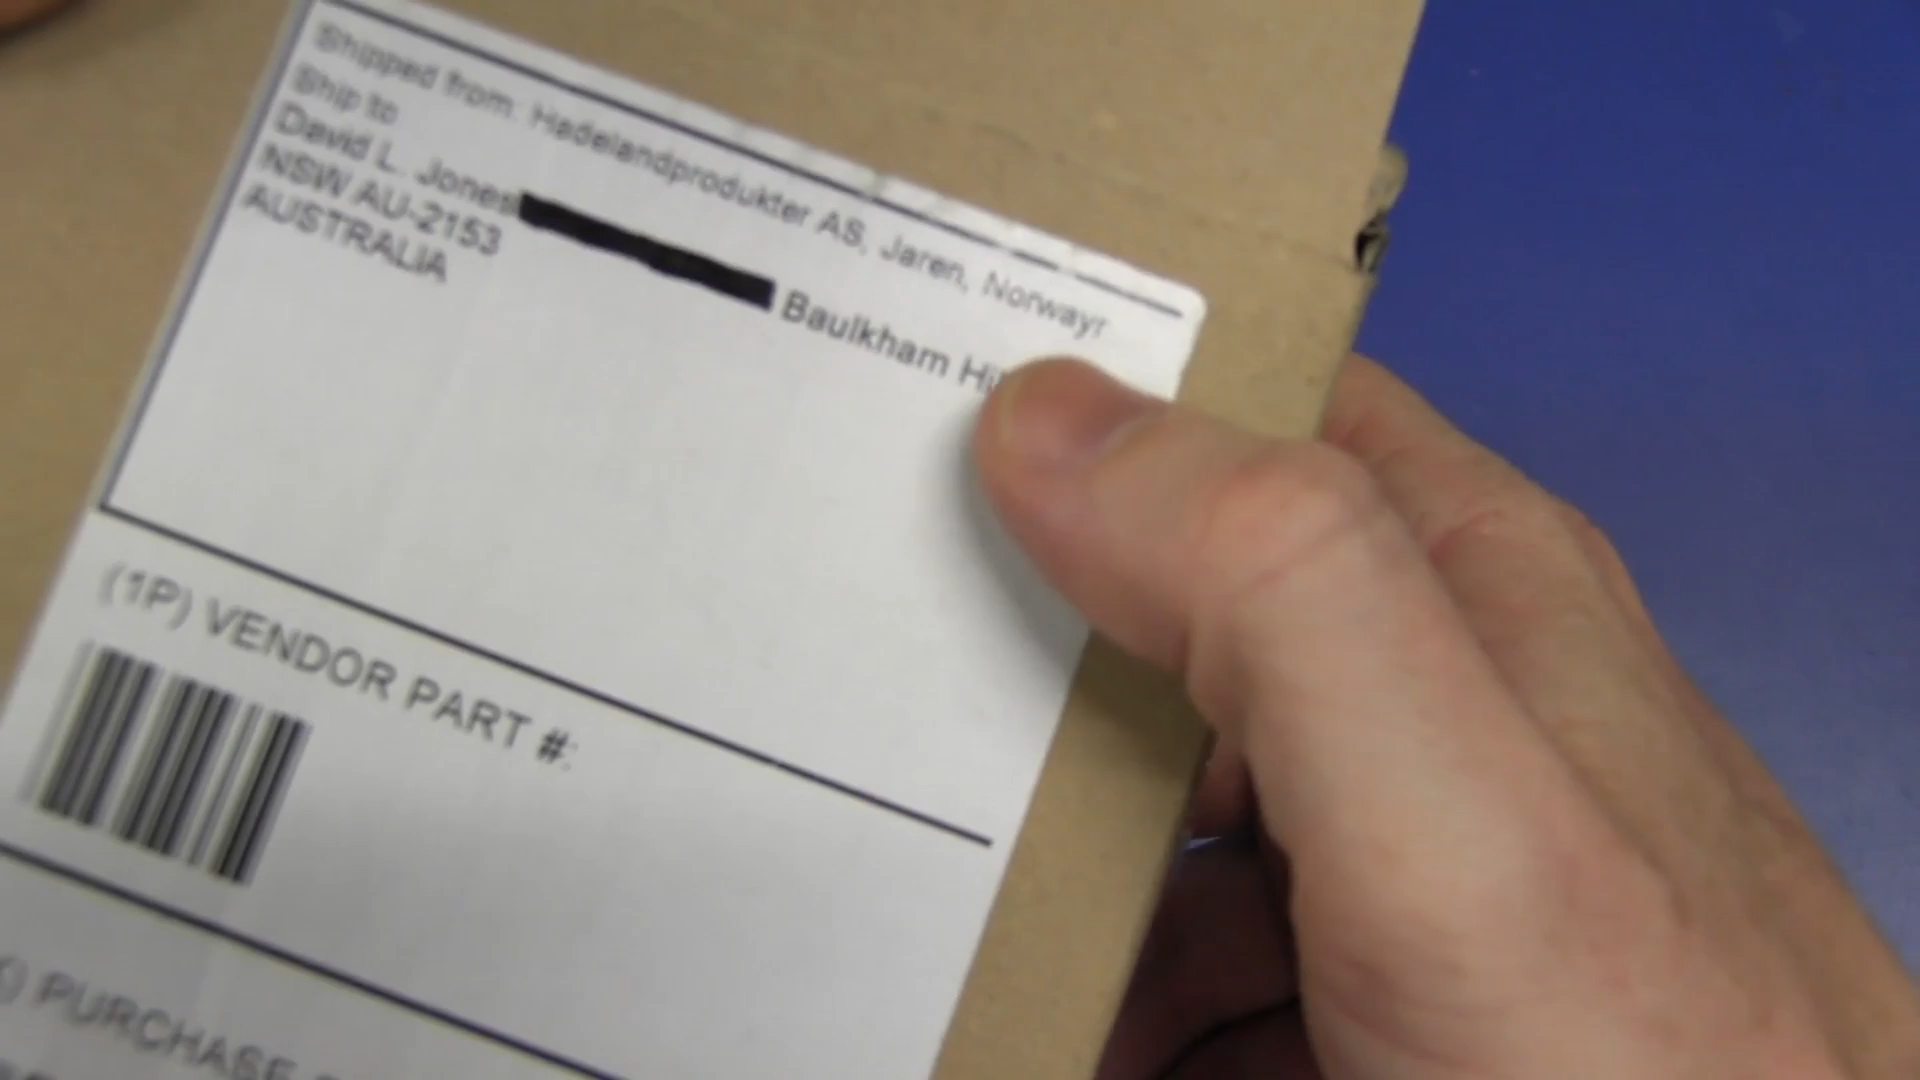 Shipped from: Hadelandprodukter AS, Jaren, Norwayr
Ship to
David L. Jones Baulkham
NSW AU-2153
AUSTRALIA
(1P) VENDOR PART #:
PURCHASE